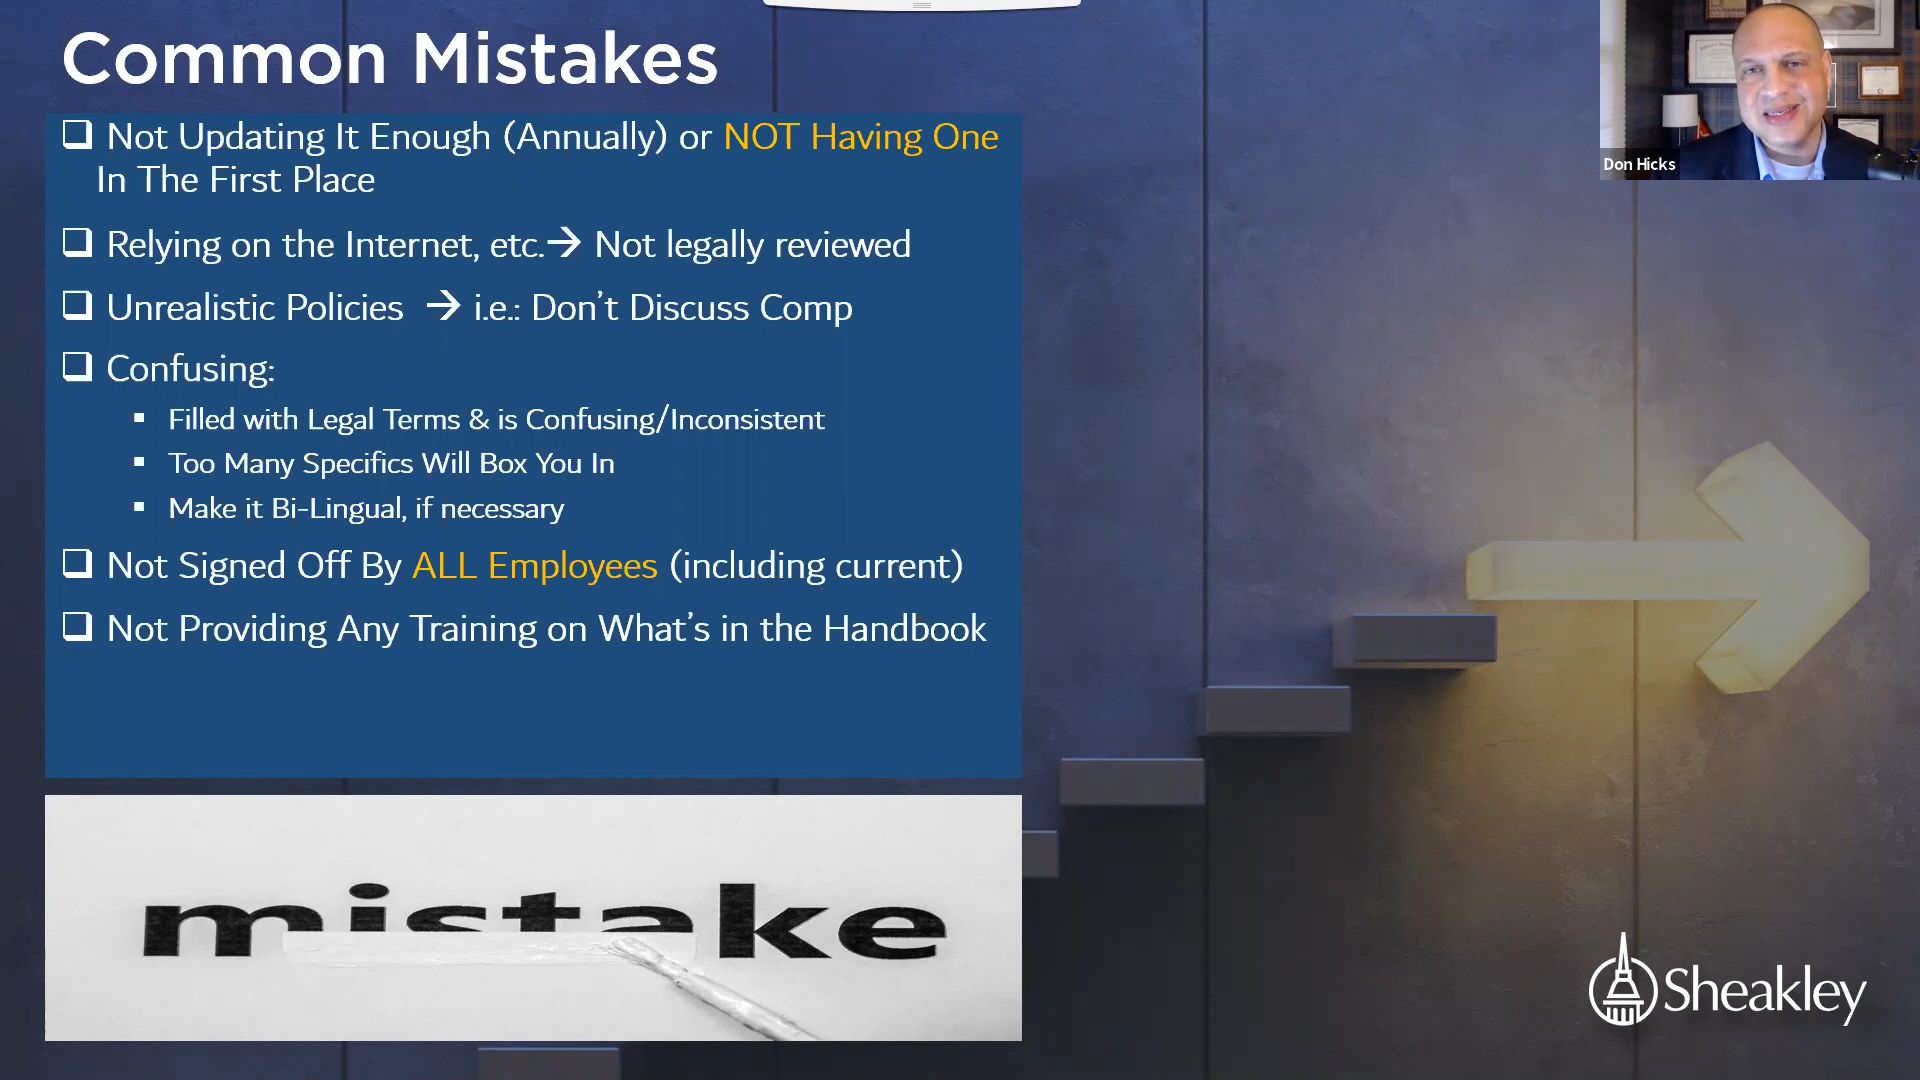 Common Mistakes
Not Updating It Enough (Annually) or NOT Having One
In The First Place
Relying on the Internet, etc.→ Not legally reviewed
Unrealistic Policies → i.e.: Don't Discuss Comp
Confusing:
Filled with Legal Terms & is Confusing/Inconsistent
Too Many Specifics Will Box You In
Make it Bi-Lingual, if necessary
Not Signed Off By ALL Employees (including current)
Not Providing Any Training on What's in the Handbook
mistake
Don Hicks
Sheakley